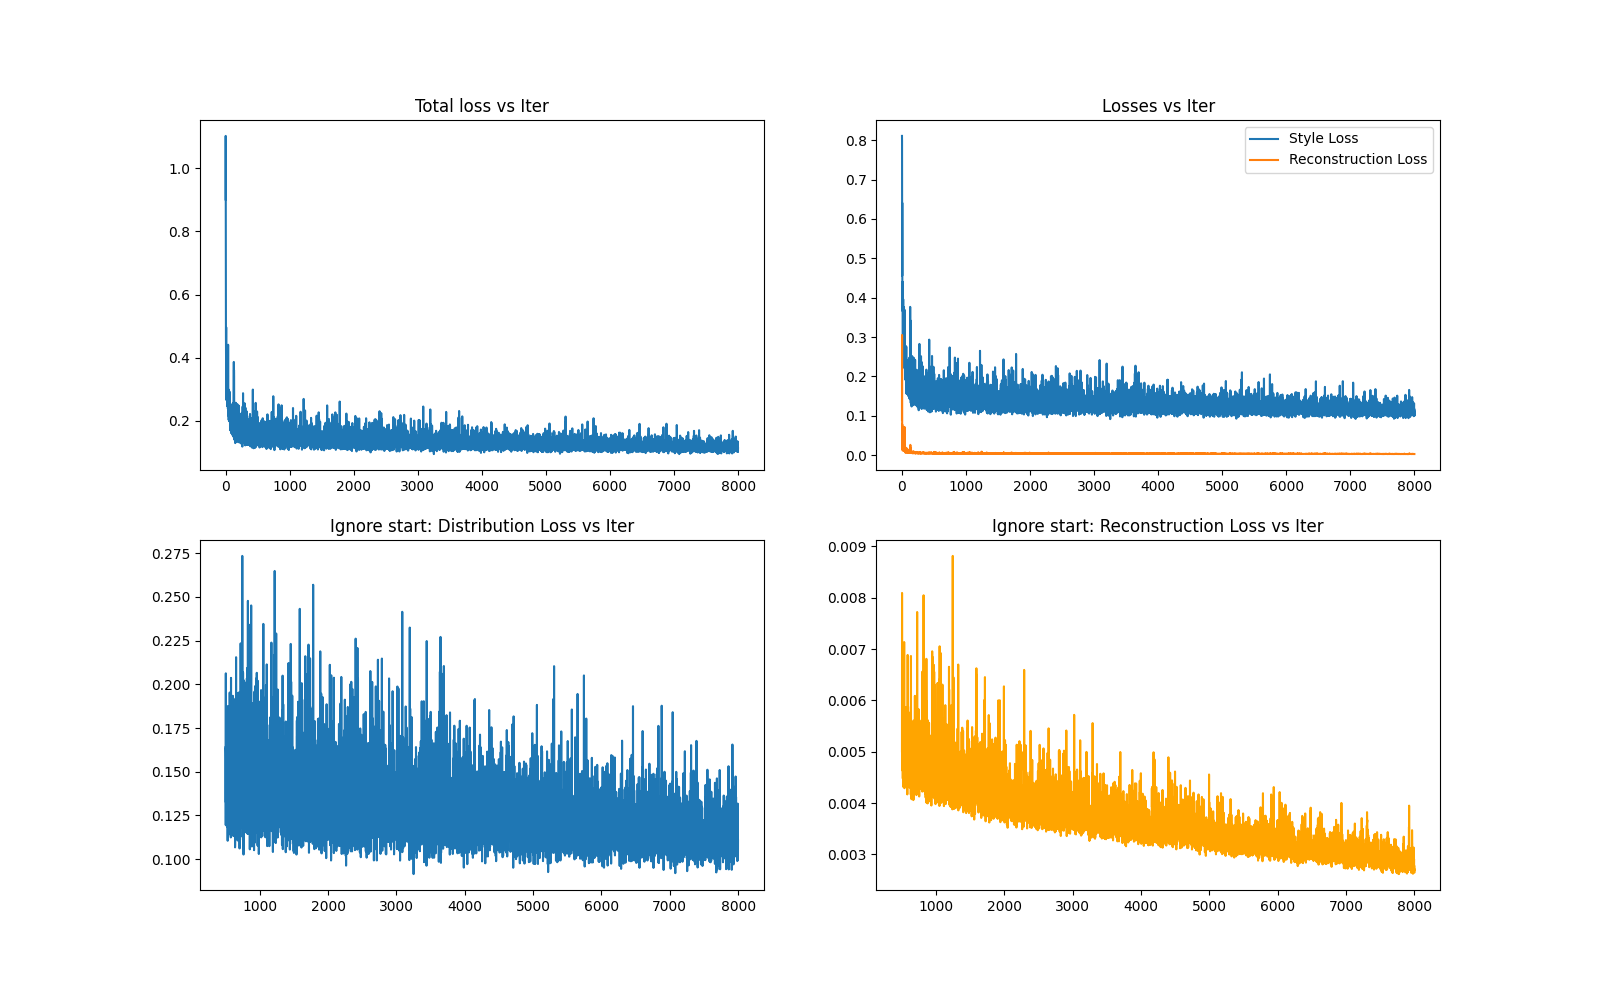 Total loss vs Iter
1.0
0.8
0.6
0.4
0.2
0 1000 2000 3000 4000 5000 6000 7000 8000
Losses vs Iter
Style Loss
Reconstruction Loss
0.8
0.7
0.6
0.5
0.4
0.3
0.2
0.1
0.0
0 1000 2000 3000 4000 5000 6000 7000 8000
Ignore start: Distribution Loss vs Iter
0.275
0.250
0.225
0.200
0.175
0.150
0.125
0.100
1000 2000 3000 4000 5000 6000 7000 8000
Ignore start: Reconstruction Loss vs Iter
0.009
0.008
0.007
0.006
0.005
0.004
0.003
1000 2000 3000 4000 5000 6000 7000 8000